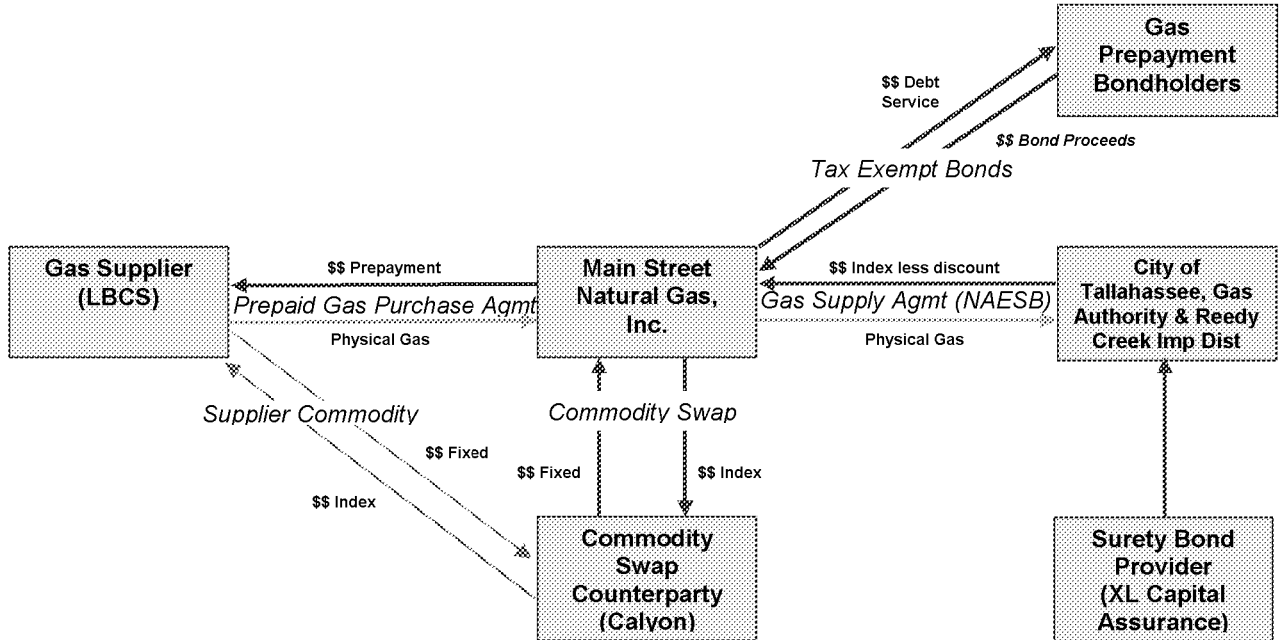 Gas
Prepayment
Bondholders
$$ Debt
Service
$$ Bond Proceeds
Tax Exempt Bonds
Gas Supplier
(LBCS)
$$ Prepayment
Prepaid Gas Purchase Agmt
Physical Gas
Main Street
Natural Gas,
Inc.
$$ Index less discount
Gas Supply Agmt (NAESB)
Physical Gas
City of
Tallahassee, Gas
Authority & Reedy
Creek Imp Dist
Supplier Commodity
$$ Fixed
$$ Index
Commodity Swap
$$ Fixed
$$ Index
Commodity
Swap
Counterparty
(Calyon)
Surety Bond
Provider
(XL Capital
Assurance)